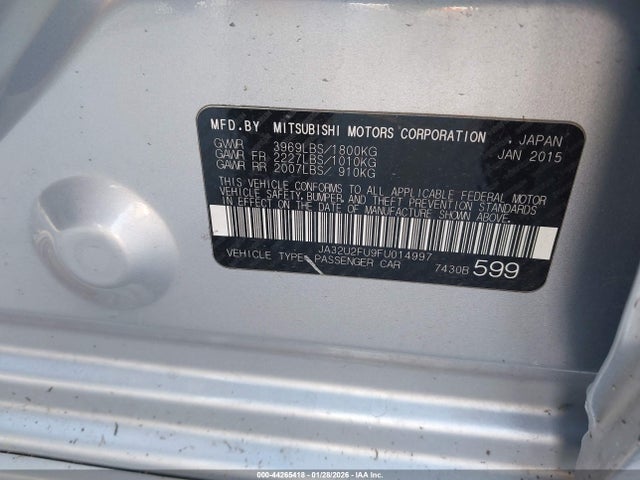 MFD.BY MITSUBISHI MOTORS CORPORATION , JAPAN
GVWR 3969LBS/1800KG JAN 2015
GAWR FR 2227LBS/1010KG
GAWR RR 2007LBS/ 910KG
THIS VEHICLE CONFORMS TO ALL APPLICABLE FEDERAL MOTOR
VEHICLE SAFETY, BUMPER, AND THEFT PREVENTION STANDARDS
IN EFFECT ON THE DATE OF MANUFACTURE SHOWN ABOVE.
JA32U2FU9FU014997
VEHICLE TYPE: PASSENGER CAR 7430B 599
000-44265418 | 01/28/2026 - IAA Inc.